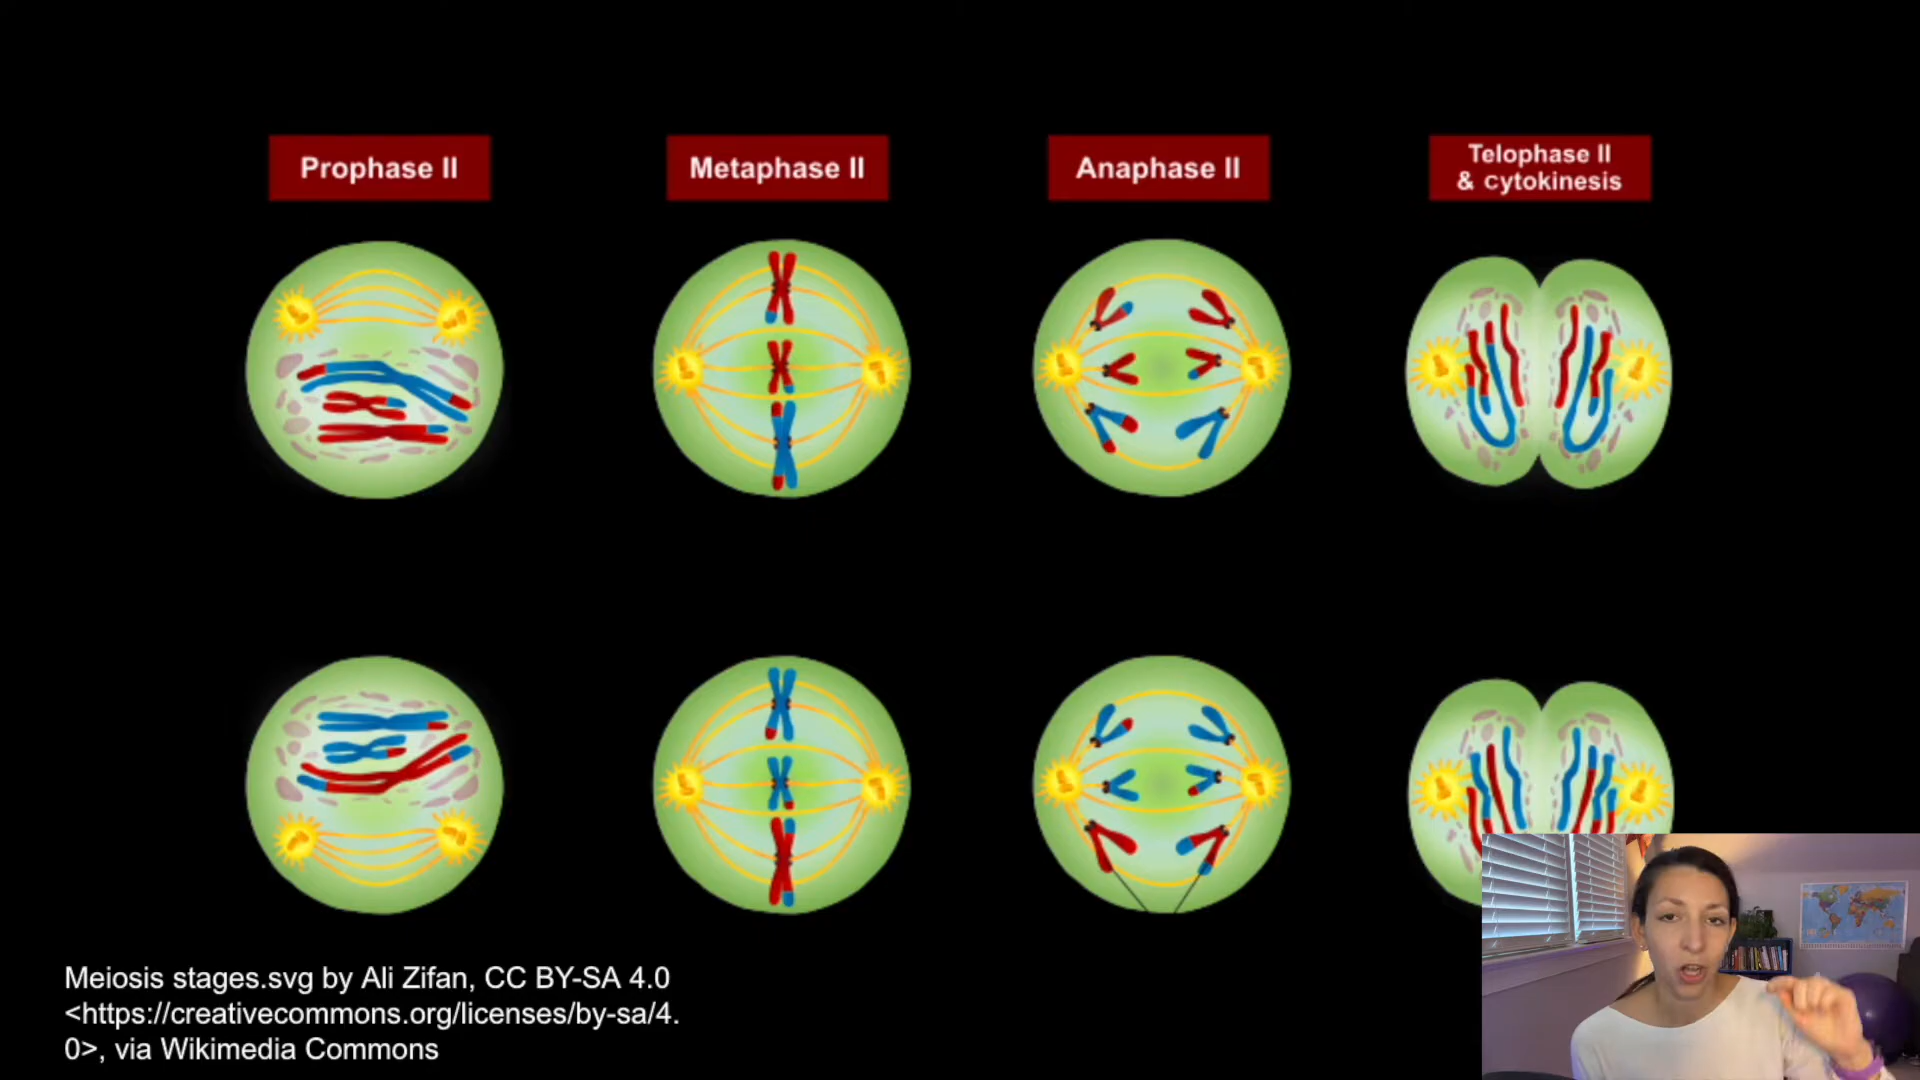 Prophase II
Metaphase II
Anaphase II
Telophase II
& cytokinesis
Meiosis stages.svg by Ali Zifan, CC BY-SA 4.0
<https://creativecommons.org/licenses/by-sa/4.
0>, via Wikimedia Commons